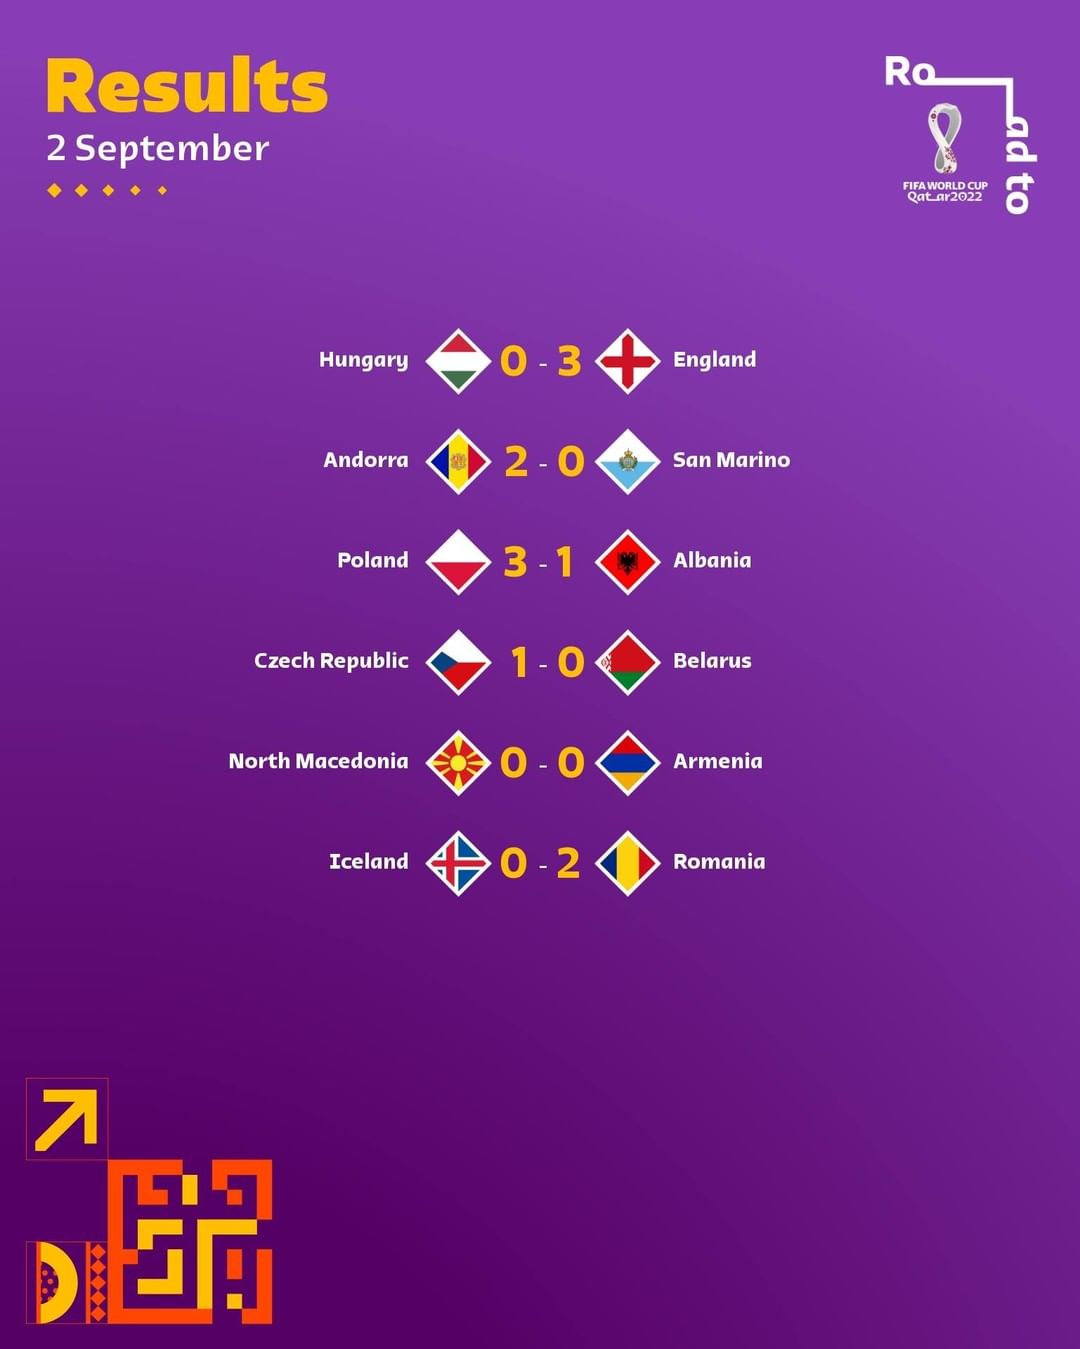 Results
2 September
Road to
FIFA WORLD CUP
Qatar2022
Hungary 0 - 3 England
Andorra 2 - 0 San Marino
Poland 3 - 1 Albania
Czech Republic 1 - 0 Belarus
North Macedonia 0 - 0 Armenia
Iceland 0 - 2 Romania